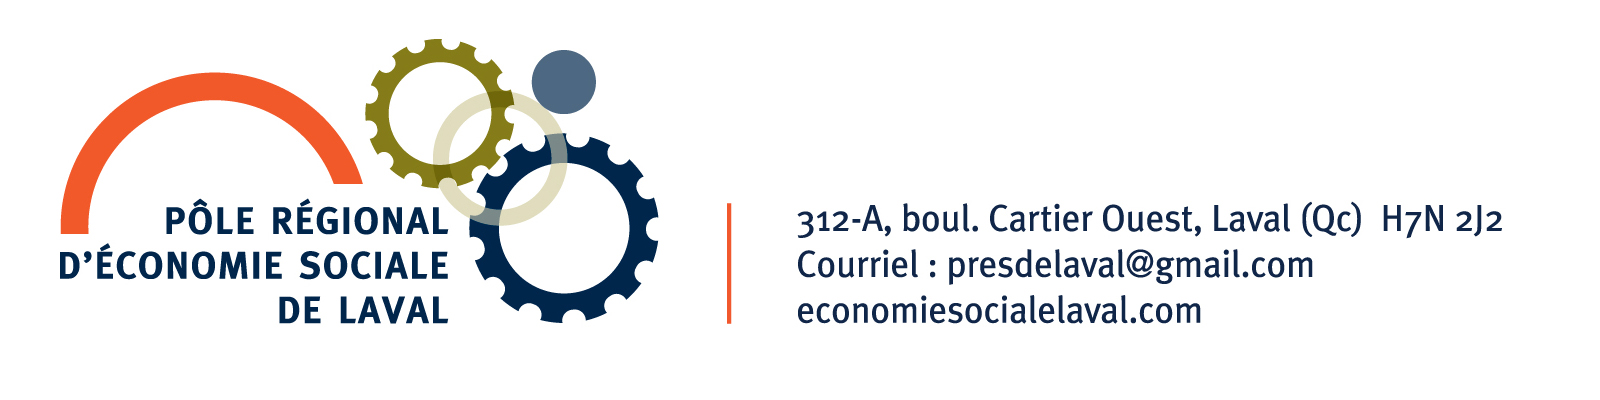 PÔLE RÉGIONAL
D'ÉCONOMIE SOCIALE
DE LAVAL
312-A, boul. Cartier Ouest, Laval (Qc)  H7N 2J2
Courriel : presdelaval@gmail.com
economiesocialelaval.com